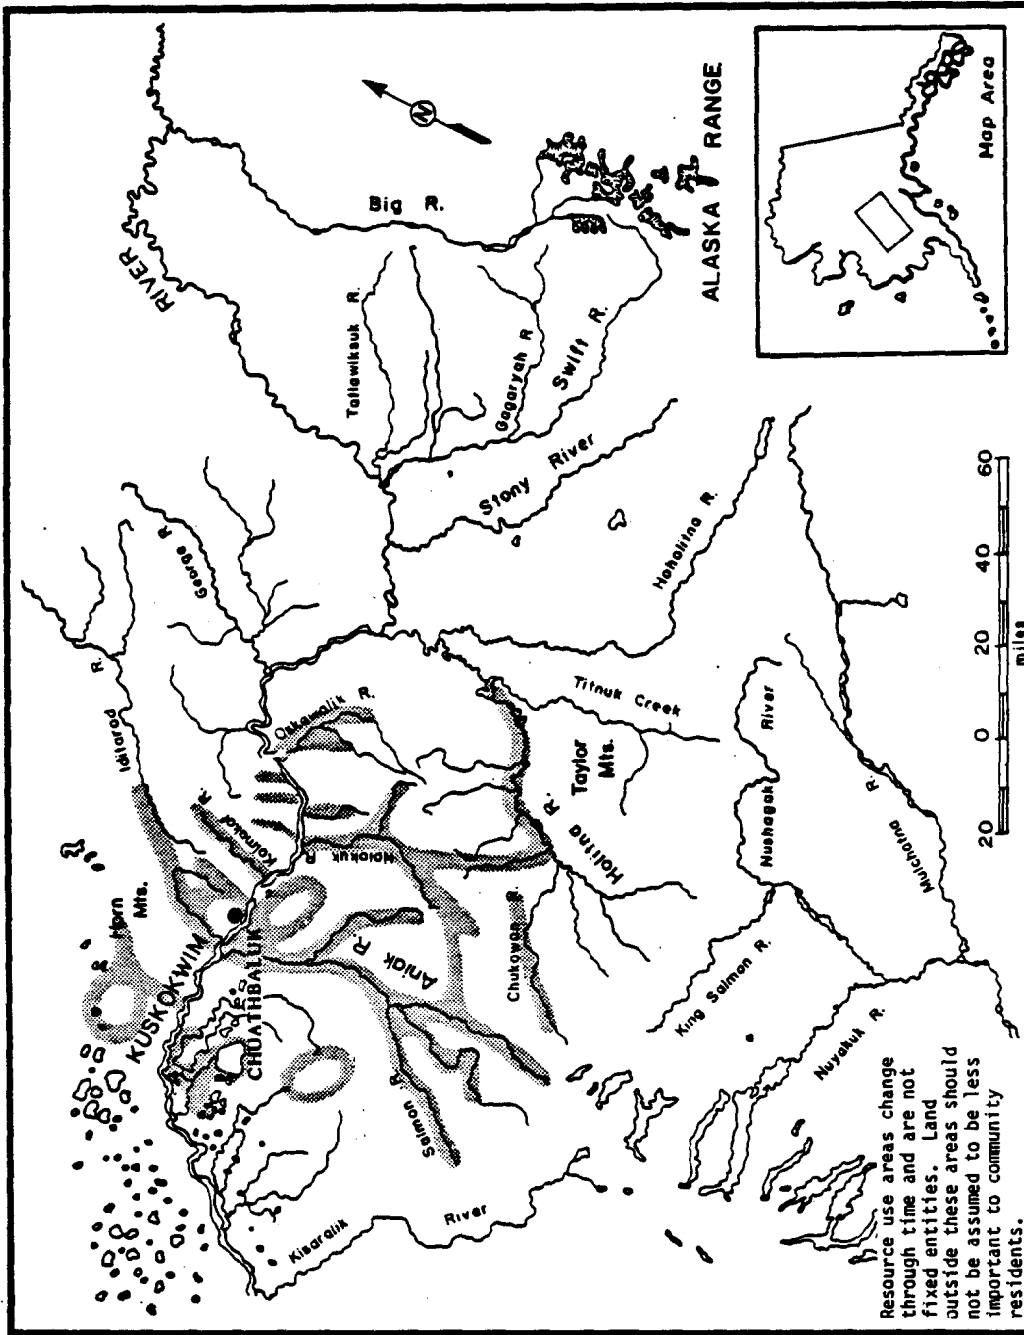 RIVER
Big R.
N
ALASKA RANGE
Map Area
Tatlawiksuk R.
Gagaryah R
Swift R.
Stony River
Hoholitna R.
George R.
Iditarod R.
Oskawalik R.
Titnuk Creek
Taylor
Mts.
Kolmakof R.
Holokuk R
Holitna R.
Nushagak River
Mulchatna R.
Horn
Mts.
KUSKOKWIM
CHUATHBALUK
Aniak R.
Chukowan R.
King Salmon R.
Nuyakuk R.
Salmon R.
Kisaralik River
20 0 20 40 60
miles
Resource use areas change
through time and are not
fixed entities. Land
outside these areas should
not be assumed to be less
important to community
residents.